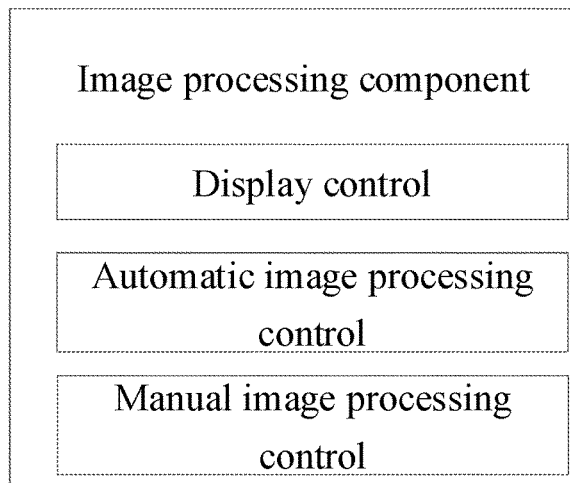 Image processing component
Display control
Automatic image processing
control
Manual image processing
control